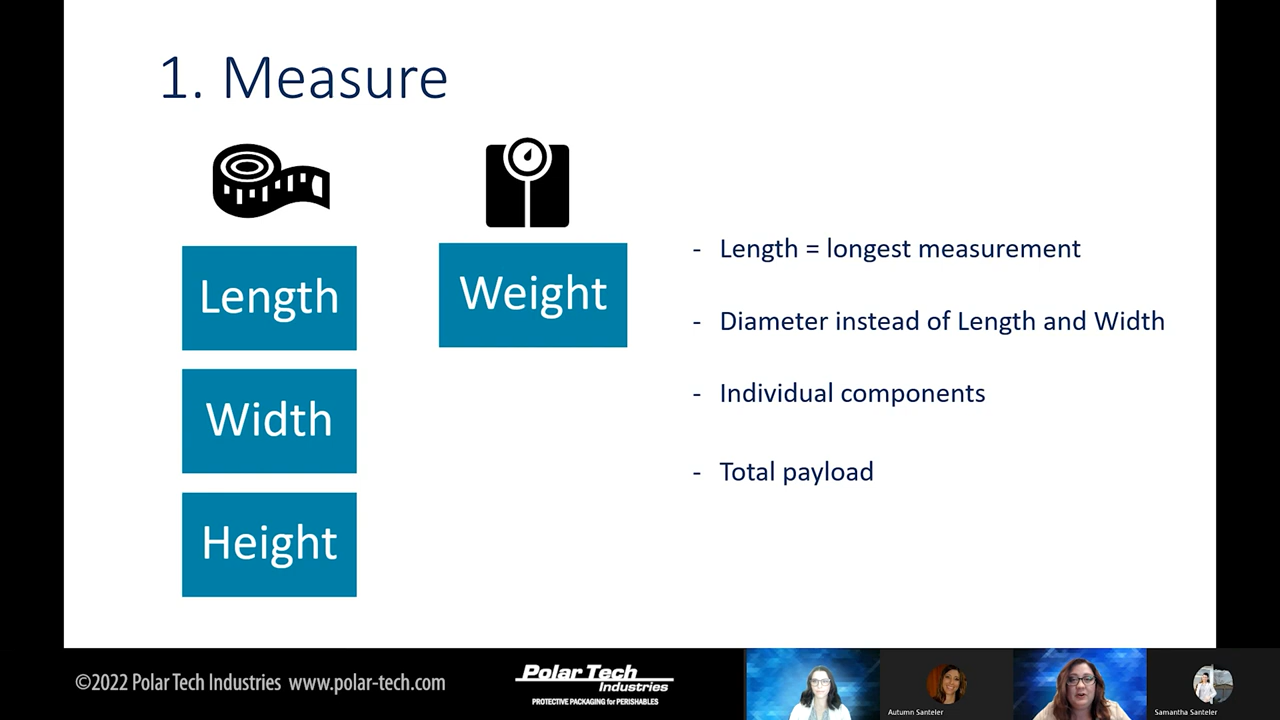 1. Measure
Length
Width
Height
Weight
- Length = longest measurement
- Diameter instead of Length and Width
- Individual components
- Total payload
©2022 Polar Tech Industries www.polar-tech.com
Polar Tech
Industries
PROTECTIVE PACKAGING for PERISHABLES
Autumn Santeler
Samantha Santeler